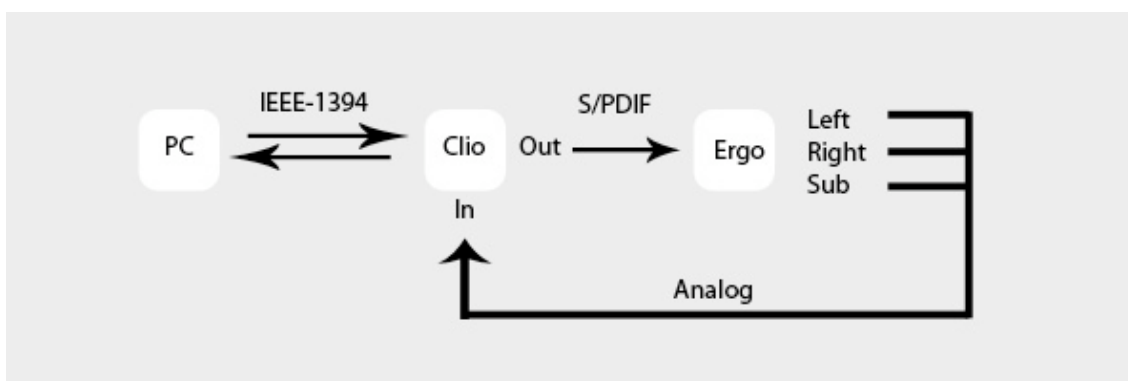 IEEE-1394
S/PDIF
PC
Clio
Out
Ergo
Left
Right
Sub
In
Analog